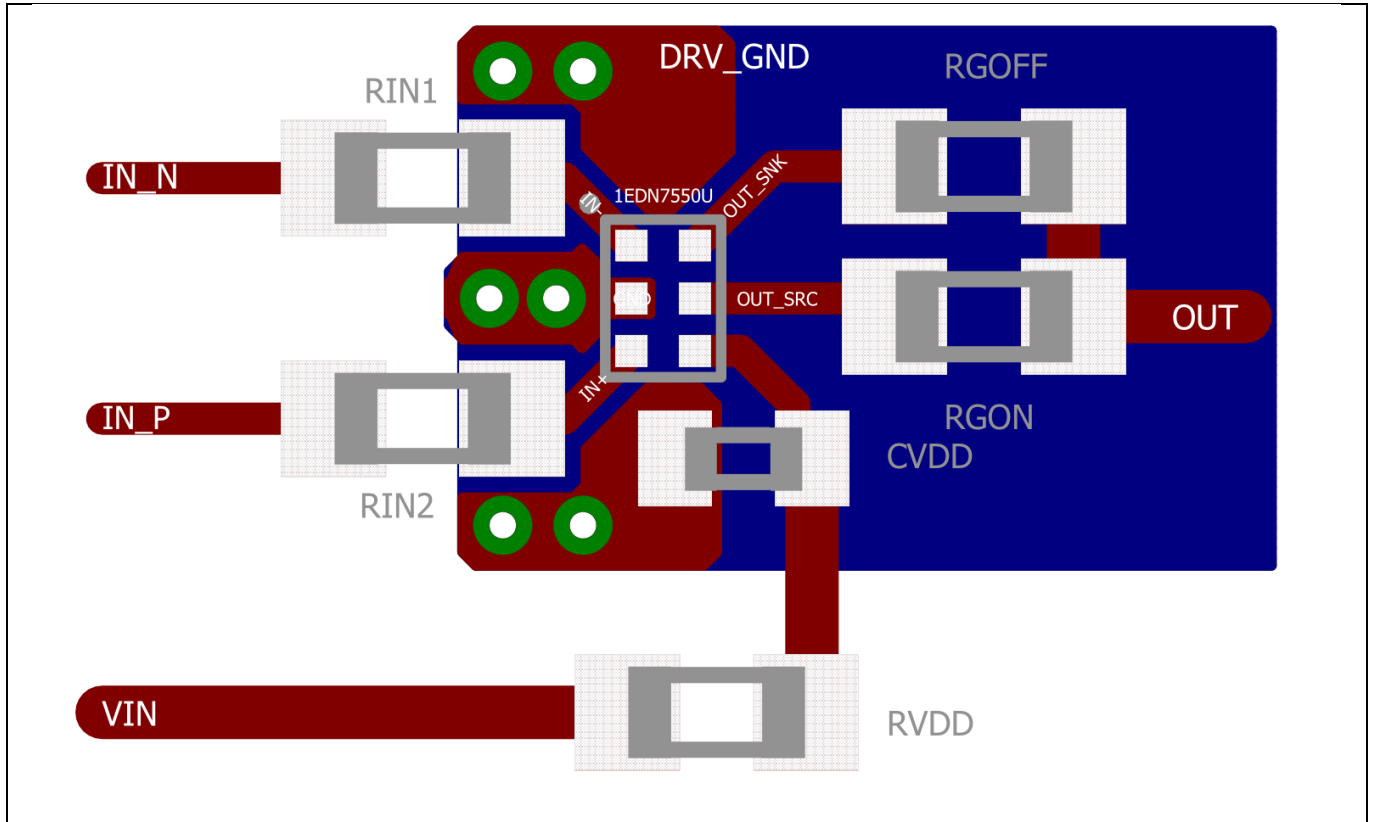 DRV_GND
RGOFF
RIN1
IN_N
IN-
1EDN7550U
OUT_SNK
GND
OUT_SRC
OUT
IN+
IN_P
RGON
CVDD
RIN2
VIN
RVDD